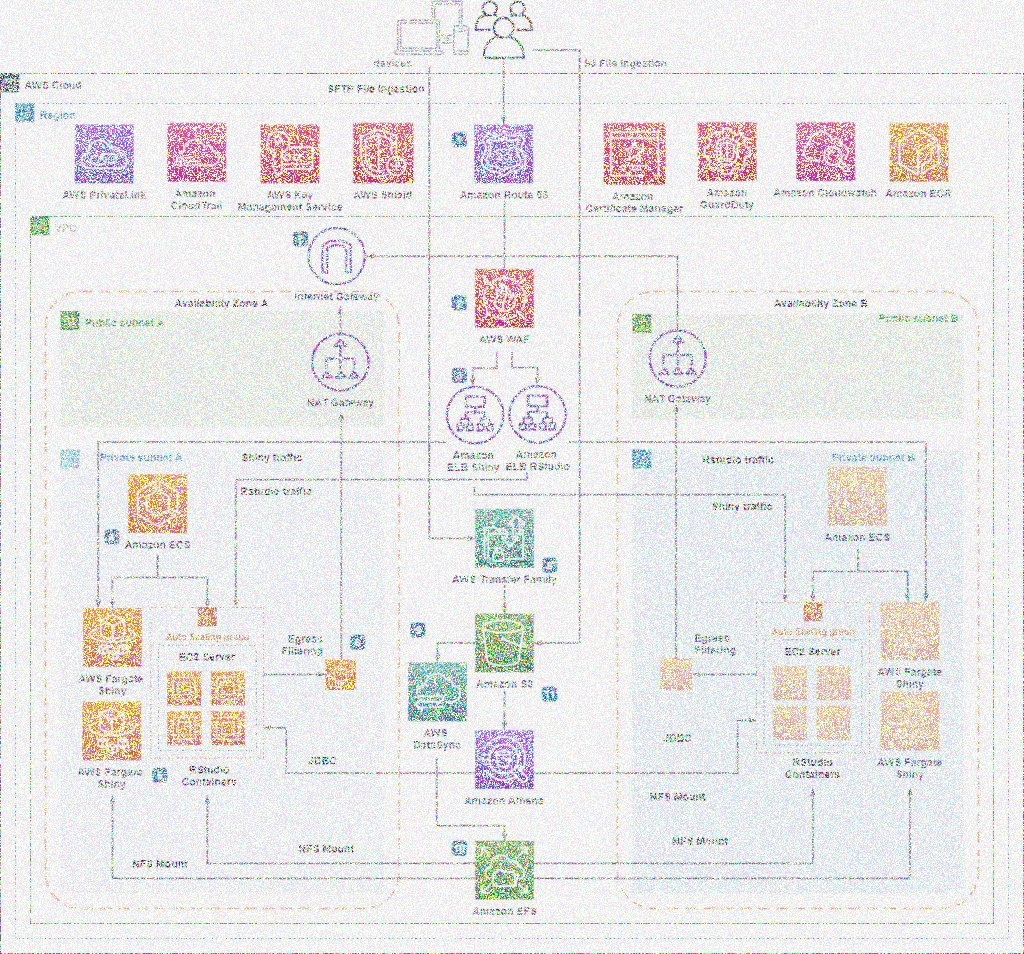 devices
S3 File Ingestion
AWS Cloud
SFTP File Ingestion
Region
AWS PrivateLink
Amazon
CloudTrail
AWS Key
Management Service
AWS Shield
Amazon Route 53
Amazon
Certificate Manager
Amazon
GuardDuty
Amazon Cloudwatch
Amazon ECR
VPC
Internet Gateway
Availability Zone A
Availability Zone B
Public subnet A
Public subnet B
AWS WAF
NAT Gateway
NAT Gateway
Amazon
ELB Shiny
Amazon
ELB RStudio
Private subnet A
Shiny traffic
Rstudio traffic
Private subnet B
Rstudio traffic
Shiny traffic
Amazon ECS
Amazon ECS
AWS Transfer Family
Auto Scaling group
Egress
Filtering
EC2 Server
Auto Scaling group
Egress
Filtering
EC2 Server
AWS Fargate
Shiny
Amazon S3
AWS Fargate
Shiny
AWS
DataSync
JDBC
JDBC
AWS Fargate
Shiny
RStudio
Containers
RStudio
Containers
AWS Fargate
Shiny
Amazon Athena
NFS Mount
NFS Mount
NFS Mount
NFS Mount
Amazon EFS